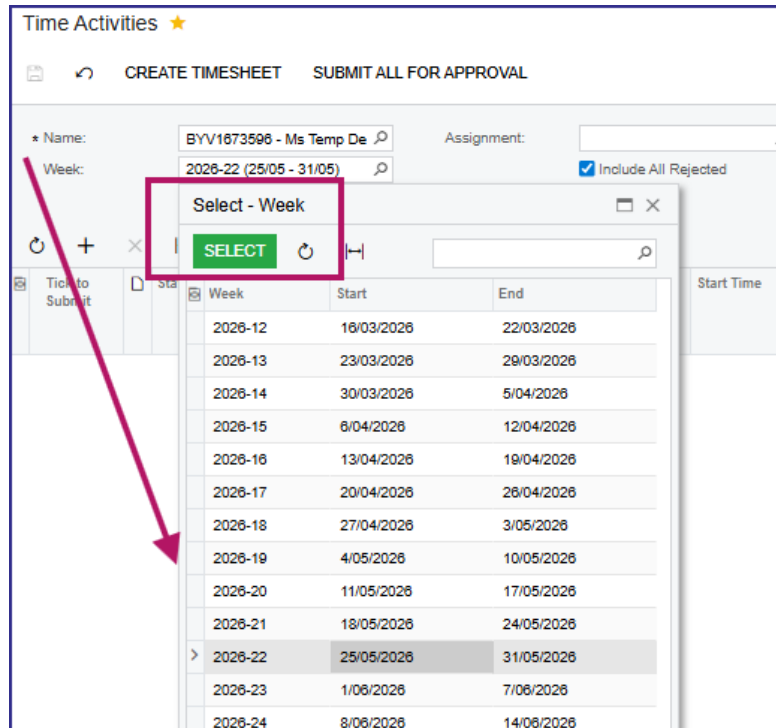 Time Activities
CREATE TIMESHEET SUBMIT ALL FOR APPROVAL
* Name: BYV1673596 - Ms Temp De Assignment:
Week: 2026-22 (25/05 - 31/05) Include All Rejected
Select - Week
SELECT
Tick to Submit Sta Start Time
Week Start End
2026-12 16/03/2026 22/03/2026
2026-13 23/03/2026 29/03/2026
2026-14 30/03/2026 5/04/2026
2026-15 6/04/2026 12/04/2026
2026-16 13/04/2026 19/04/2026
2026-17 20/04/2026 26/04/2026
2026-18 27/04/2026 3/05/2026
2026-19 4/05/2026 10/05/2026
2026-20 11/05/2026 17/05/2026
2026-21 18/05/2026 24/05/2026
2026-22 25/05/2026 31/05/2026
2026-23 1/06/2026 7/06/2026
2026-24 8/06/2026 14/06/2026